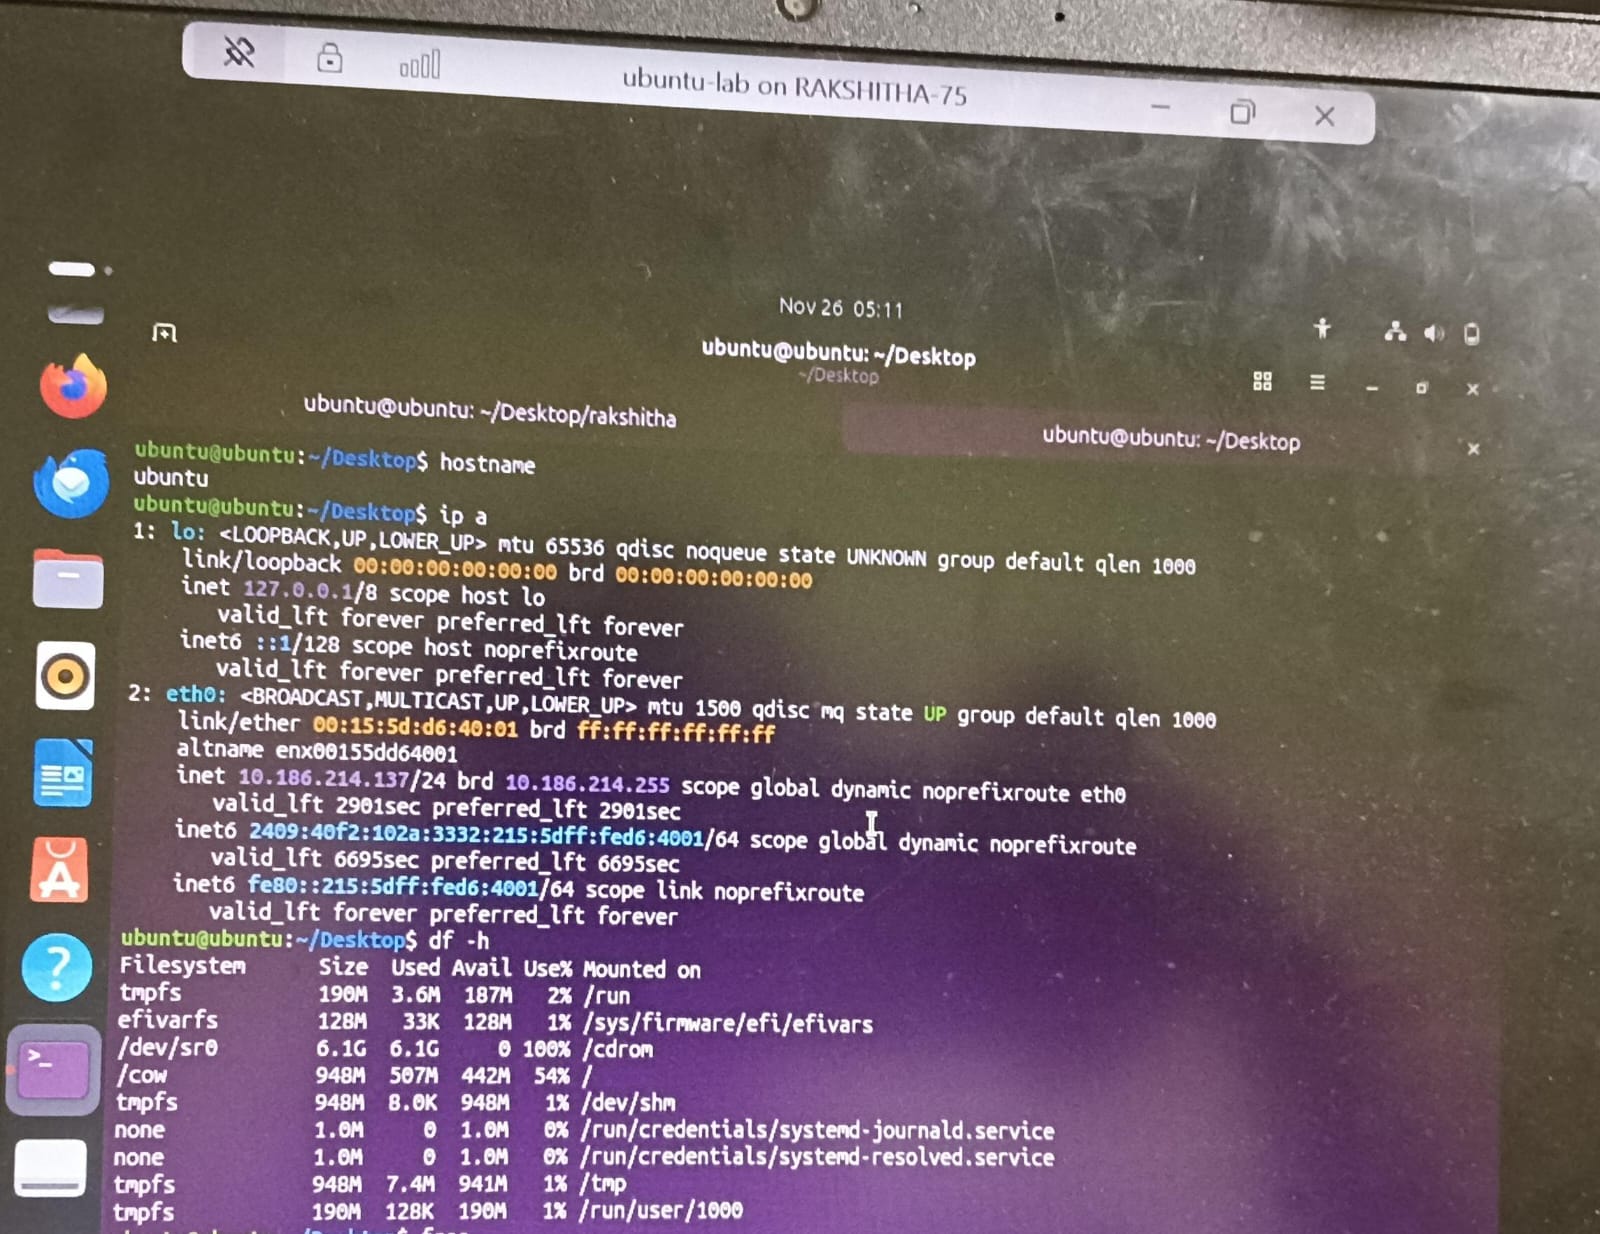 ubuntu-lab on RAKSHITHA-75
Nov 26 05:11
ubuntu@ubuntu: ~/Desktop
~/Desktop
ubuntu@ubuntu: ~/Desktop/rakshitha
ubuntu@ubuntu: ~/Desktop
ubuntu@ubuntu:~/Desktop$ hostname
ubuntu
ubuntu@ubuntu:~/Desktop$ ip a
1: lo: <LOOPBACK,UP,LOWER_UP> mtu 65536 qdisc noqueue state UNKNOWN group default qlen 1000
link/loopback 00:00:00:00:00:00 brd 00:00:00:00:00:00
inet 127.0.0.1/8 scope host lo
valid_lft forever preferred_lft forever
inet6 ::1/128 scope host noprefixroute
valid_lft forever preferred_lft forever
2: eth0: <BROADCAST,MULTICAST,UP,LOWER_UP> mtu 1500 qdisc mq state UP group default qlen 1000
link/ether 00:15:5d:d6:40:01 brd ff:ff:ff:ff:ff:ff
altname enx00155dd64001
inet 10.186.214.137/24 brd 10.186.214.255 scope global dynamic noprefixroute eth0
valid_lft 2901sec preferred_lft 2901sec
inet6 2409:40f2:102a:3332:215:5dff:fed6:4001/64 scope global dynamic noprefixroute
valid_lft 6695sec preferred_lft 6695sec
inet6 fe80::215:5dff:fed6:4001/64 scope link noprefixroute
valid_lft forever preferred_lft forever
ubuntu@ubuntu:~/Desktop$ df -h
Filesystem Size Used Avail Use% Mounted on
tmpfs 190M 3.6M 187M 2% /run
efivarfs 128M 33K 128M 1% /sys/firmware/efi/efivars
/dev/sr0 6.1G 6.1G 0 100% /cdrom
/cow 948M 507M 442M 54% /
tmpfs 948M 8.0K 948M 1% /dev/shm
none 1.0M 0 1.0M 0% /run/credentials/systemd-journald.service
none 1.0M 0 1.0M 0% /run/credentials/systemd-resolved.service
tmpfs 948M 7.4M 941M 1% /tmp
tmpfs 190M 128K 190M 1% /run/user/1000